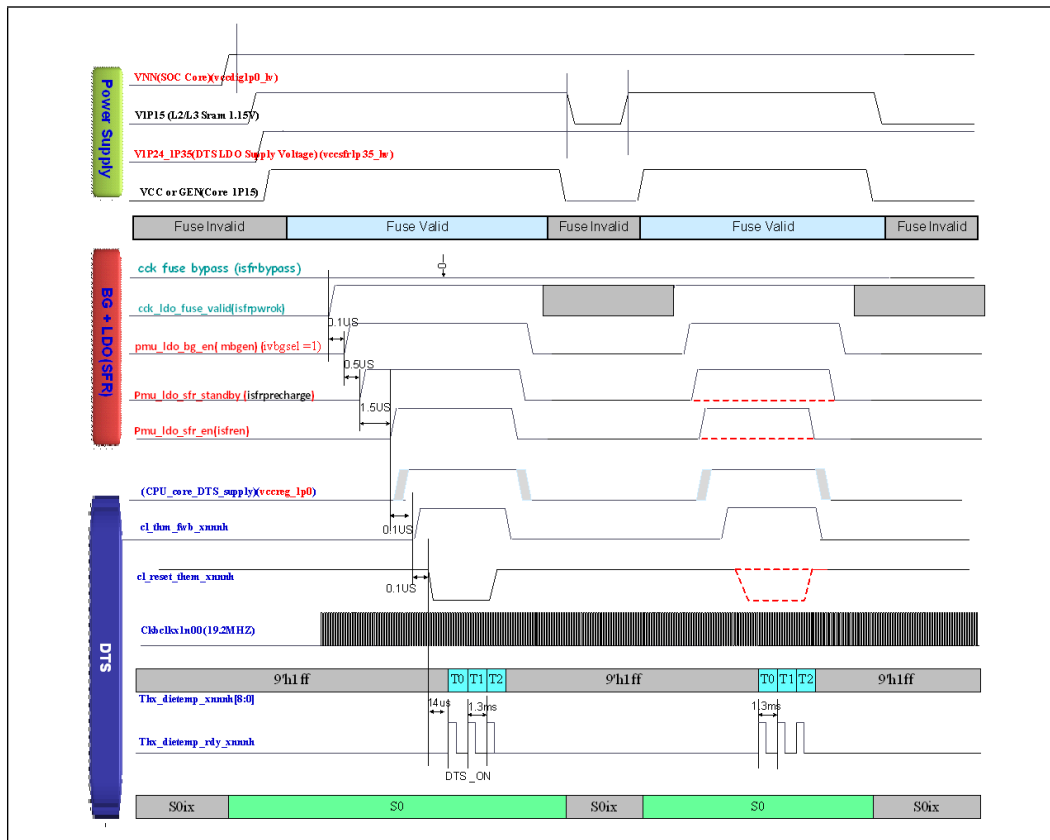 Power Supply
VNN(SOC Core)(vccdig1p0_lv)
V1P15 (L2/L3 Sram 1.15V)
V1P24_1P35(DTS LDO Supply Voltage) (vccsfr1p35_lv)
VCC or GEN(Core 1P15)
Fuse Invalid Fuse Valid Fuse Invalid Fuse Valid Fuse Invalid
BG + LDO(SFR)
cck fuse bypass (isfrbypass)
0
cck_ldo_fuse_valid(isfrpwrok)
0.1US
pmu_ldo_bg_en( mbgen) (ivbgsel =1)
0.5US
Pmu_ldo_sfr_standby (isfrprecharge)
1.5US
Pmu_ldo_sfr_en(isfren)
DTS
(CPU_core_DTS_supply)(vccreg_1p0)
0.1US
cl_thm_fwb_xnnnh
cl_reset_them_xnnnh
0.1US
Ckbclkx1n00(19.2MHZ)
9'h1ff T0 T1 T2 9'h1ff T0 T1 T2 9'h1ff
Thx_dietemp_xnnnh[8:0]
14us 1.3ms 1.3ms
Thx_dietemp_rdy_xnnnh
DTS_ON
S0ix S0 S0ix S0 S0ix